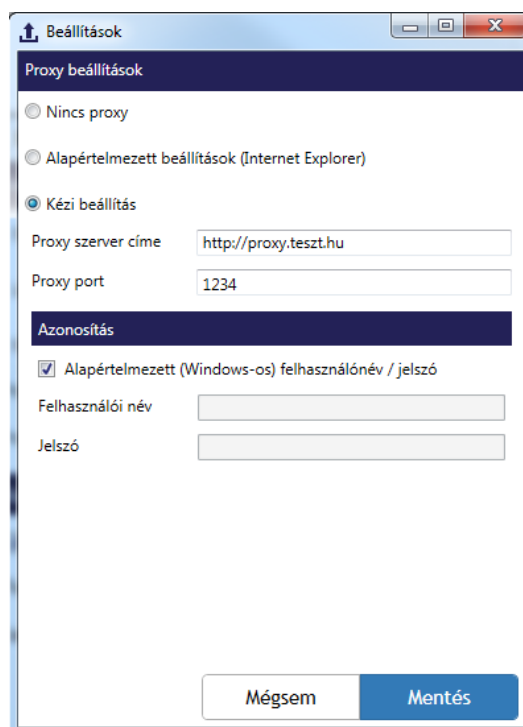 Beállítások
Proxy beállítások
Nincs proxy
Alapértelmezett beállítások (Internet Explorer)
Kézi beállítás
Proxy szerver címe http://proxy.teszt.hu
Proxy port 1234
Azonosítás
Alapértelmezett (Windows-os) felhasználónév / jelszó
Felhasználói név
Jelszó
Mégsem Mentés